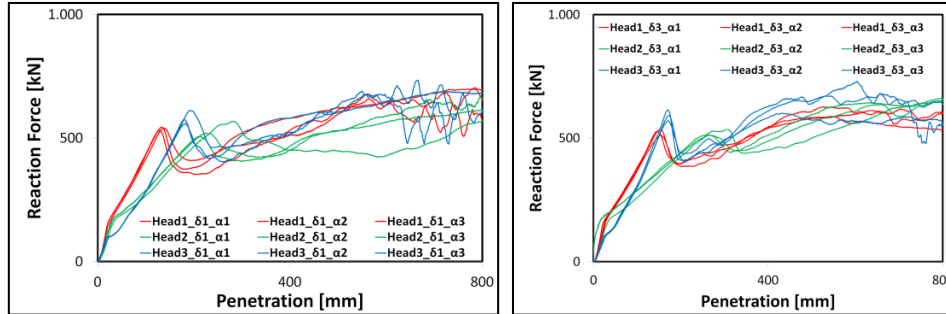 1.000
Reaction Force [kN]
500
0
Head1_δ1_α1 Head1_δ1_α2 Head1_δ1_α3
Head2_δ1_α1 Head2_δ1_α2 Head2_δ1_α3
Head3_δ1_α1 Head3_δ1_α2 Head3_δ1_α3
0 400 800
Penetration [mm]
1.000
Reaction Force [kN]
500
0
Head1_δ3_α1 Head1_δ3_α2 Head1_δ3_α3
Head2_δ3_α1 Head2_δ3_α2 Head2_δ3_α3
Head3_δ3_α1 Head3_δ3_α2 Head3_δ3_α3
0 400 80
Penetration [mm]